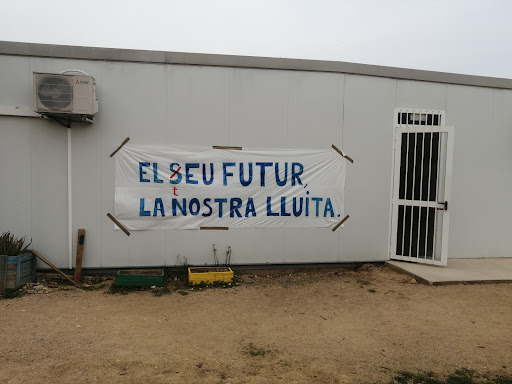 EL SEU FUTUR,
t
LA NOSTRA LLUITA.